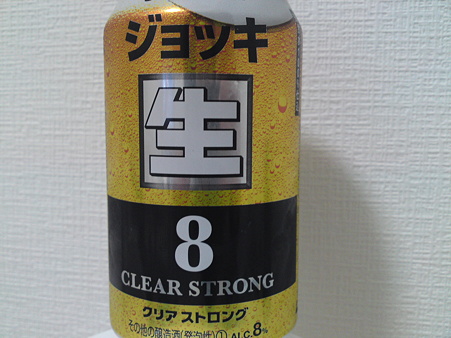 ジョッキ
生
8
CLEAR STRONG
クリア ストロング
その他の醸造酒(発泡性)① ALC.8%